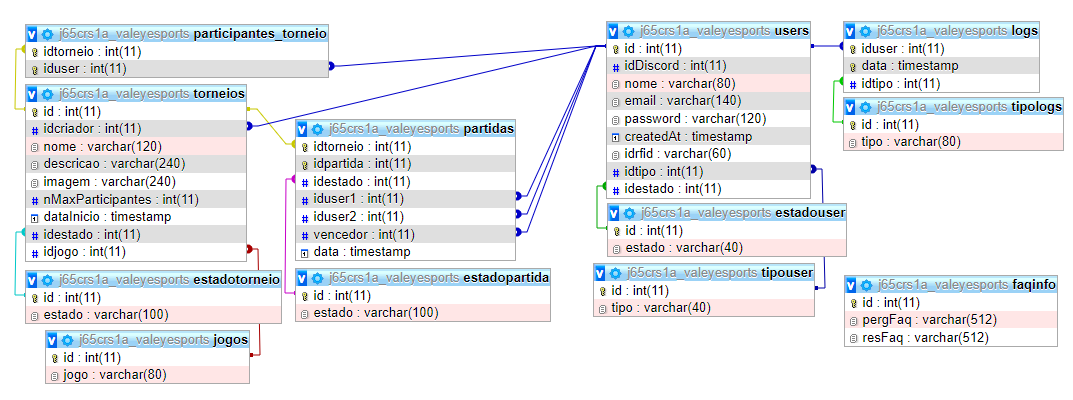 v j65crs1a_valeyesports participantes_torneio
idtorneio : int(11)
iduser : int(11)
v j65crs1a_valeyesports torneios
id : int(11)
# idcriador : int(11)
nome : varchar(120)
descricao : varchar(240)
imagem : varchar(240)
# nMaxParticipantes : int(11)
dataInicio : timestamp
# idestado : int(11)
# idjogo : int(11)
v j65crs1a_valeyesports estadotorneio
id : int(11)
estado : varchar(100)
v j65crs1a_valeyesports jogos
id : int(11)
jogo : varchar(80)
v j65crs1a_valeyesports partidas
idtorneio : int(11)
idpartida : int(11)
# idestado : int(11)
# iduser1 : int(11)
# iduser2 : int(11)
# vencedor : int(11)
data : timestamp
v j65crs1a_valeyesports estadopartida
id : int(11)
estado : varchar(100)
v j65crs1a_valeyesports users
id : int(11)
# idDiscord : int(11)
nome : varchar(80)
email : varchar(140)
password : varchar(120)
createdAt : timestamp
idrfid : varchar(60)
# idtipo : int(11)
# idestado : int(11)
v j65crs1a_valeyesports estadouser
id : int(11)
estado : varchar(40)
v j65crs1a_valeyesports tipouser
id : int(11)
tipo : varchar(40)
v j65crs1a_valeyesports logs
iduser : int(11)
data : timestamp
# idtipo : int(11)
v j65crs1a_valeyesports tipologs
id : int(11)
tipo : varchar(80)
v j65crs1a_valeyesports faqinfo
id : int(11)
pergFaq : varchar(512)
resFaq : varchar(512)